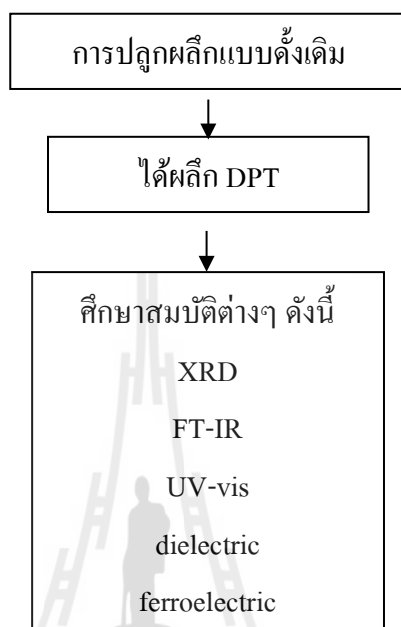 การปลูกผลึกแบบดั้งเดิม
ได้ผลึก DPT
ศึกษาสมบัติต่างๆ ดังนี้
XRD
FT-IR
UV-vis
dielectric
ferroelectric